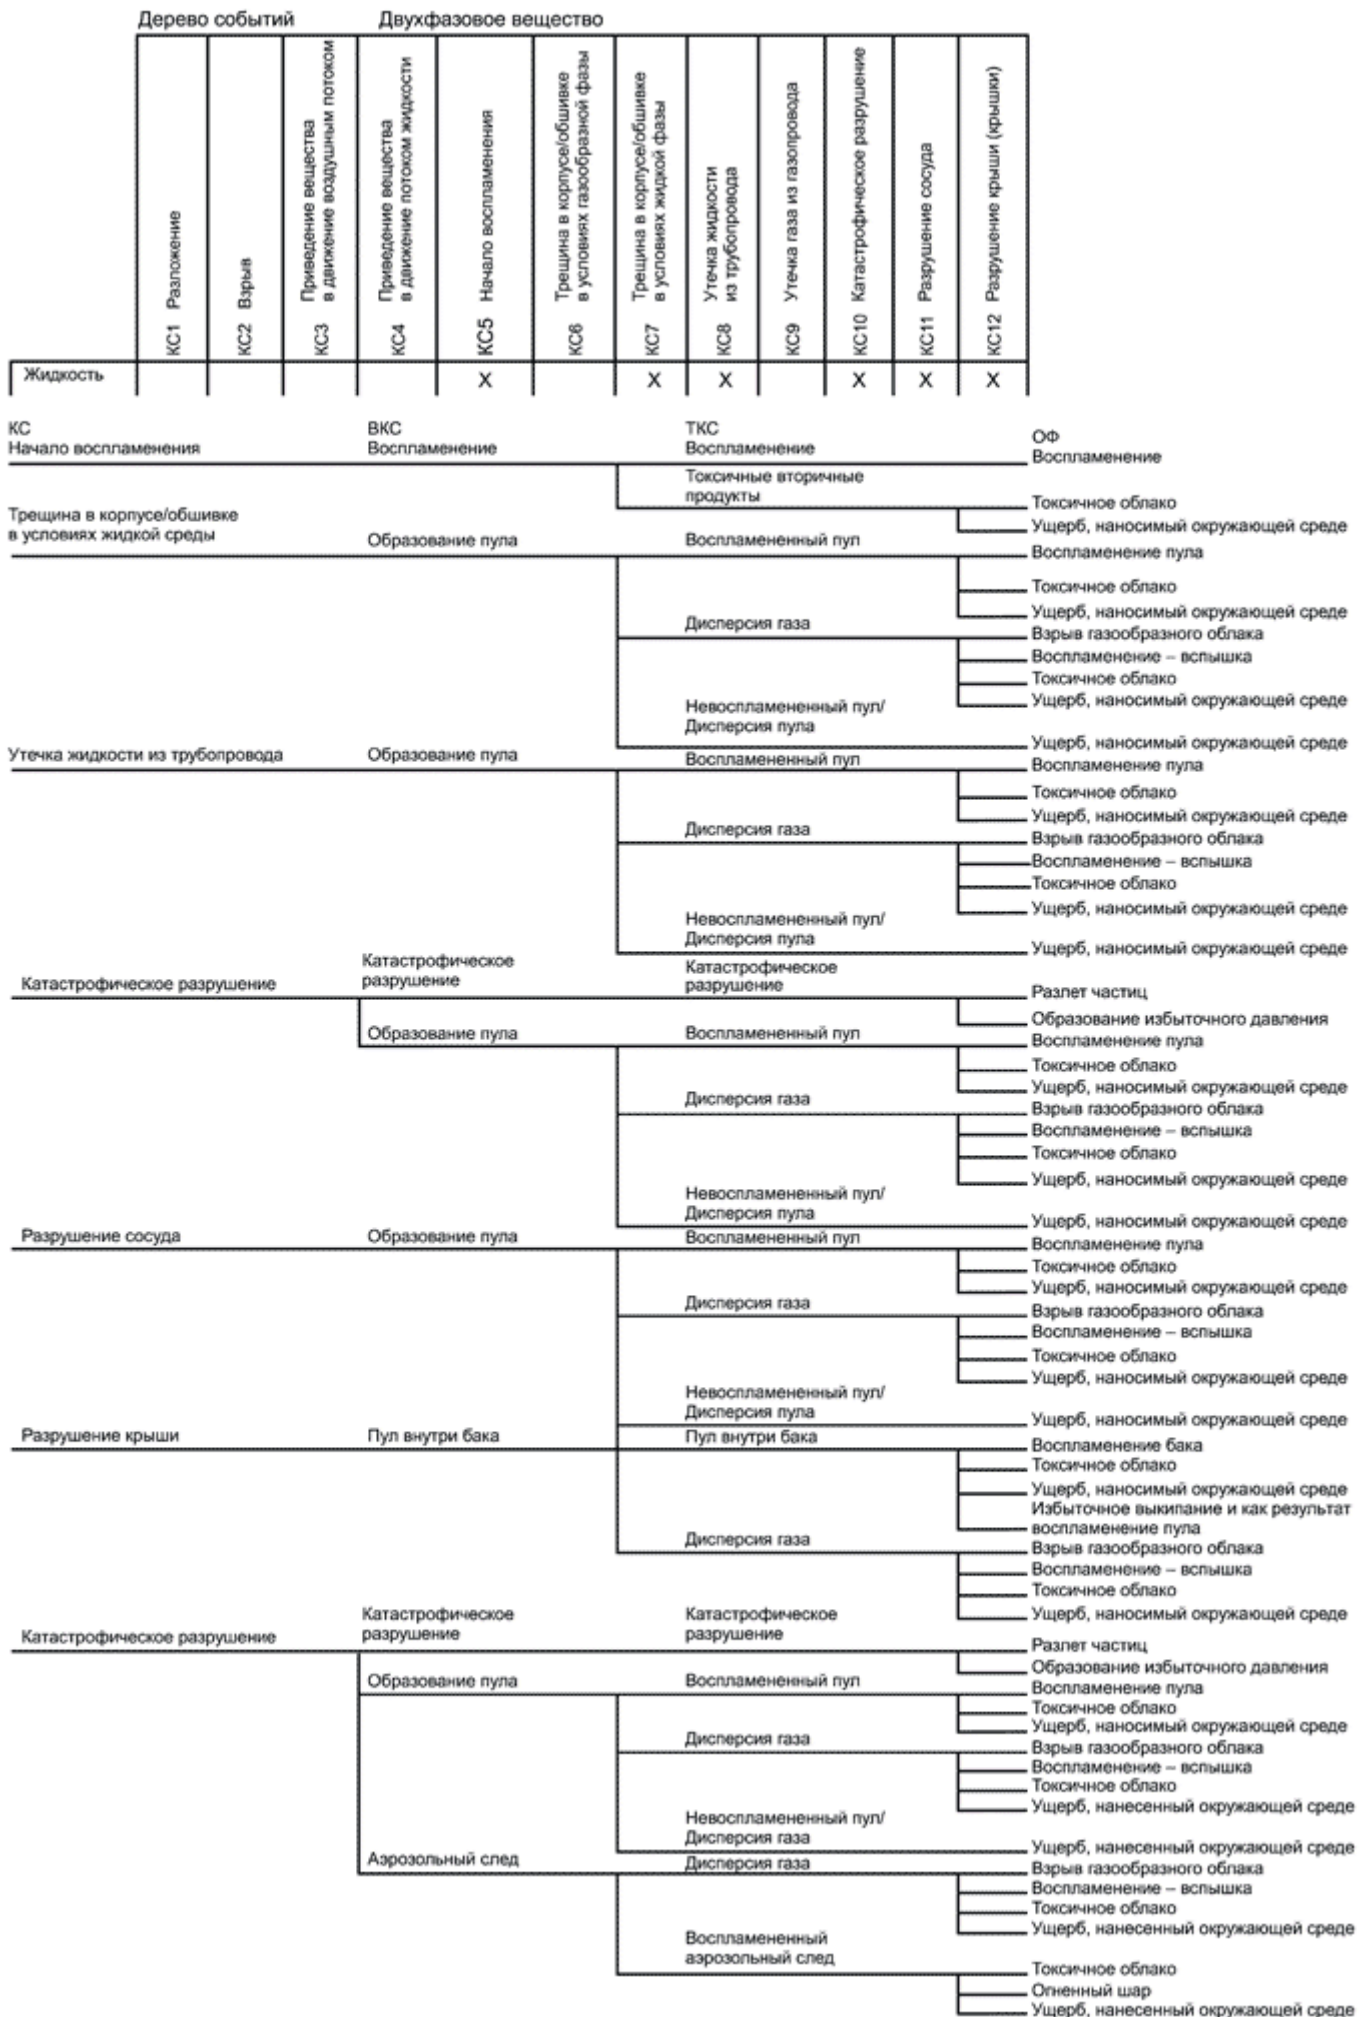 Дерево событий
Двухфазовое вещество
КС1 Разложение
КС2 Взрыв
КС3 Приведение вещества
в движение воздушным потоком
КС4 Приведение вещества
в движение потоком жидкости
КС5 Начало воспламенения
КС6 Трещина в корпусе/обшивке
в условиях газообразной фазы
КС7 Трещина в корпусе/обшивке
в условиях жидкой фазы
КС8 Утечка жидкости
из трубопровода
КС9 Утечка газа из газопровода
КС10 Катастрофическое разрушение
КС11 Разрушение сосуда
КС12 Разрушение крыши (крышки)
Жидкость X X X X X X
КС
Начало воспламенения
ВКС
Воспламенение
ТКС
Воспламенение
ОФ
Воспламенение
Токсичные вторичные
продукты
Токсичное облако
Ущерб, наносимый окружающей среде
Трещина в корпусе/обшивке
в условиях жидкой среды
Образование пула
Воспламененный пул
Воспламенение пула
Токсичное облако
Ущерб, наносимый окружающей среде
Дисперсия газа
Взрыв газообразного облака
Воспламенение – вспышка
Токсичное облако
Ущерб, наносимый окружающей среде
Невоспламененный пул/
Дисперсия пула
Ущерб, наносимый окружающей среде
Утечка жидкости из трубопровода
Образование пула
Воспламененный пул
Воспламенение пула
Токсичное облако
Ущерб, наносимый окружающей среде
Дисперсия газа
Взрыв газообразного облака
Воспламенение – вспышка
Токсичное облако
Ущерб, наносимый окружающей среде
Невоспламененный пул/
Дисперсия пула
Ущерб, наносимый окружающей среде
Катастрофическое разрушение
Катастрофическое
разрушение
Катастрофическое
разрушение
Разлет частиц
Образование избыточного давления
Образование пула
Воспламененный пул
Воспламенение пула
Токсичное облако
Ущерб, наносимый окружающей среде
Дисперсия газа
Взрыв газообразного облака
Воспламенение – вспышка
Токсичное облако
Ущерб, наносимый окружающей среде
Невоспламененный пул/
Дисперсия пула
Ущерб, наносимый окружающей среде
Разрушение сосуда
Образование пула
Воспламененный пул
Воспламенение пула
Токсичное облако
Ущерб, наносимый окружающей среде
Дисперсия газа
Взрыв газообразного облака
Воспламенение – вспышка
Токсичное облако
Ущерб, наносимый окружающей среде
Невоспламененный пул/
Дисперсия пула
Ущерб, наносимый окружающей среде
Разрушение крыши
Пул внутри бака
Пул внутри бака
Воспламенение бака
Токсичное облако
Ущерб, наносимый окружающей среде
Избыточное выкипание и как результат
воспламенение пула
Дисперсия газа
Взрыв газообразного облака
Воспламенение – вспышка
Токсичное облако
Ущерб, наносимый окружающей среде
Катастрофическое разрушение
Катастрофическое
разрушение
Катастрофическое
разрушение
Разлет частиц
Образование избыточного давления
Образование пула
Воспламененный пул
Воспламенение пула
Токсичное облако
Ущерб, наносимый окружающей среде
Дисперсия газа
Взрыв газообразного облака
Воспламенение – вспышка
Токсичное облако
Ущерб, нанесенный окружающей среде
Невоспламененный пул/
Дисперсия газа
Ущерб, нанесенный окружающей среде
Аэрозольный след
Дисперсия газа
Взрыв газообразного облака
Воспламенение – вспышка
Токсичное облако
Ущерб, нанесенный окружающей среде
Воспламененный
аэрозольный след
Токсичное облако
Огненный шар
Ущерб, нанесенный окружающей среде